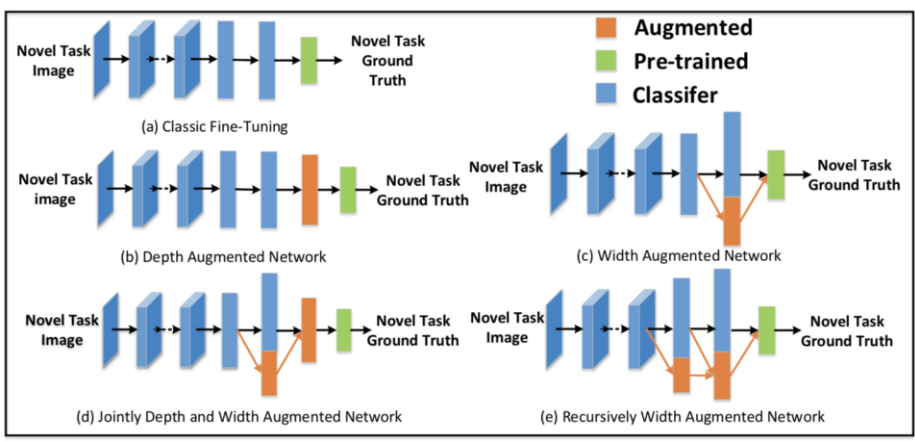 Novel Task
Image
Novel Task
Ground
Truth
(a) Classic Fine-Tuning
Augmented
Pre-trained
Classifer
Novel Task
image
Novel Task
Ground Truth
(b) Depth Augmented Network
Novel Task
Image
Novel Task
Ground Truth
(c) Width Augmented Network
Novel Task
Image
Novel Task
Ground Truth
(d) Jointly Depth and Width Augmented Network
Novel Task
Image
Novel Task
Ground Truth
(e) Recursively Width Augmented Network